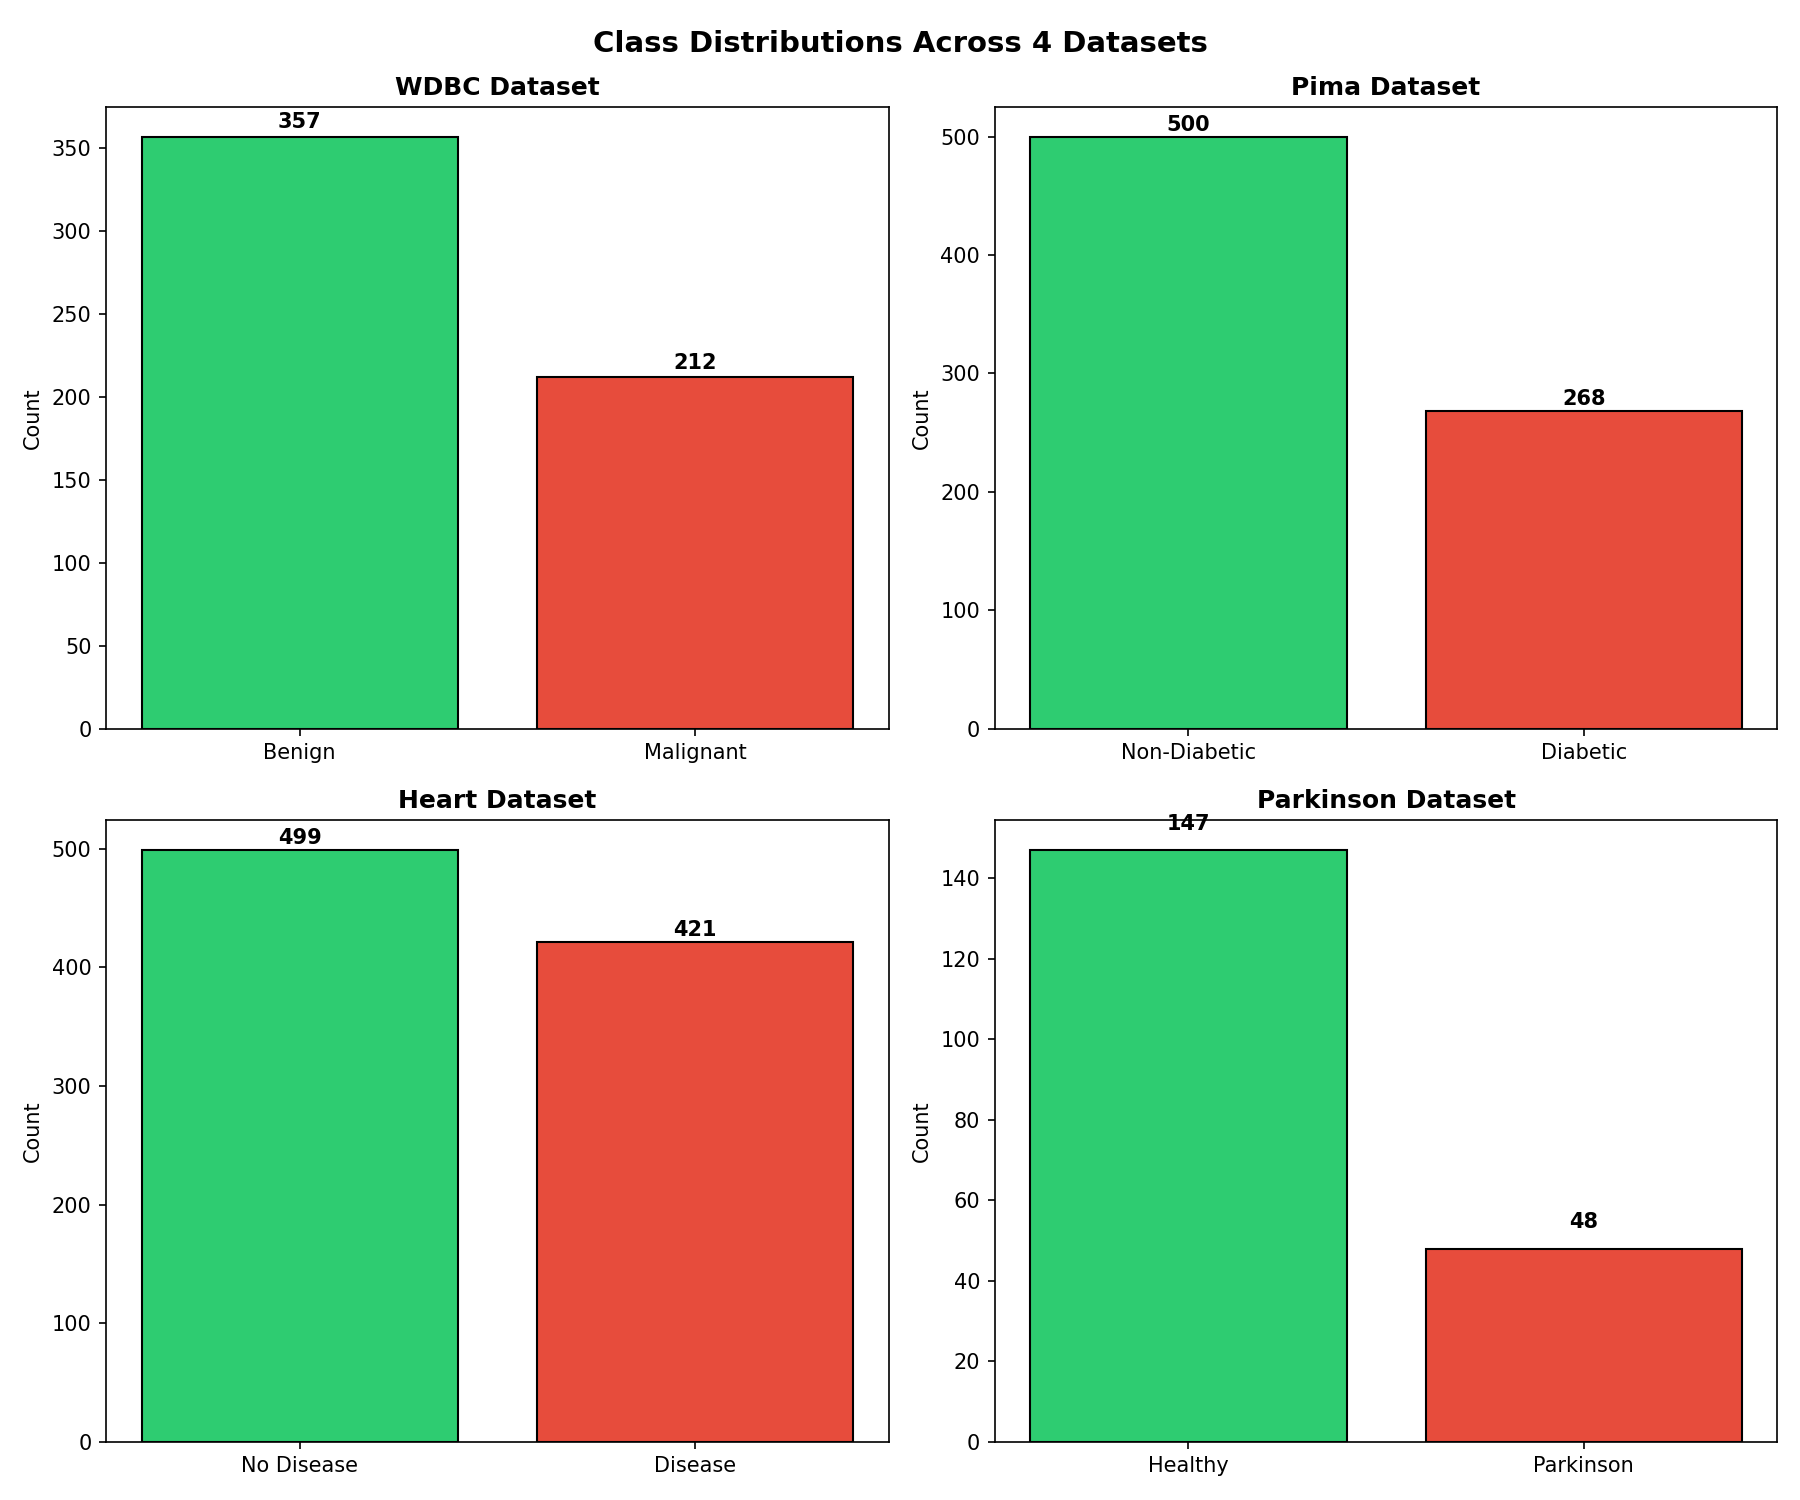 Class Distributions Across 4 Datasets
WDBC Dataset
357
212
350
300
250
200
150
100
50
0
Count
Benign
Malignant
Pima Dataset
500
268
500
400
300
200
100
0
Count
Non-Diabetic
Diabetic
Heart Dataset
499
421
500
400
300
200
100
0
Count
No Disease
Disease
Parkinson Dataset
147
48
140
120
100
80
60
40
20
0
Count
Healthy
Parkinson